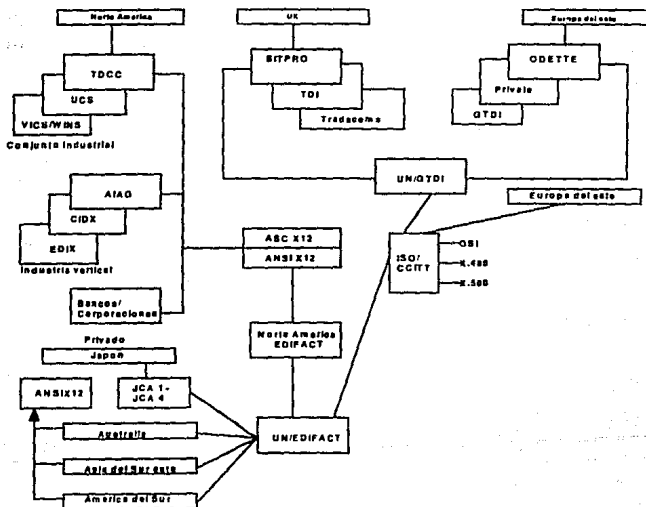 Norte America
UK
Europa del este
TDCC
UCS
VICS/WINS
Conjunto Industrial
SITPRO
TDI
Tradacoms
ODETTE
Privato
GTDI
UN/GTDI
Europa del este
AIAG
CIDX
EDIX
Industria vertical
ASC X12
ANSI X12
ISO/
CCITT
OSI
X.400
X.500
Bancos/
Corporaciones
Norte America
EDIFACT
Privado
Japon
ANSI X12
JCA 1-
JCA 4
Australia
Asia del Sur este
America del Sur
UN/EDIFACT